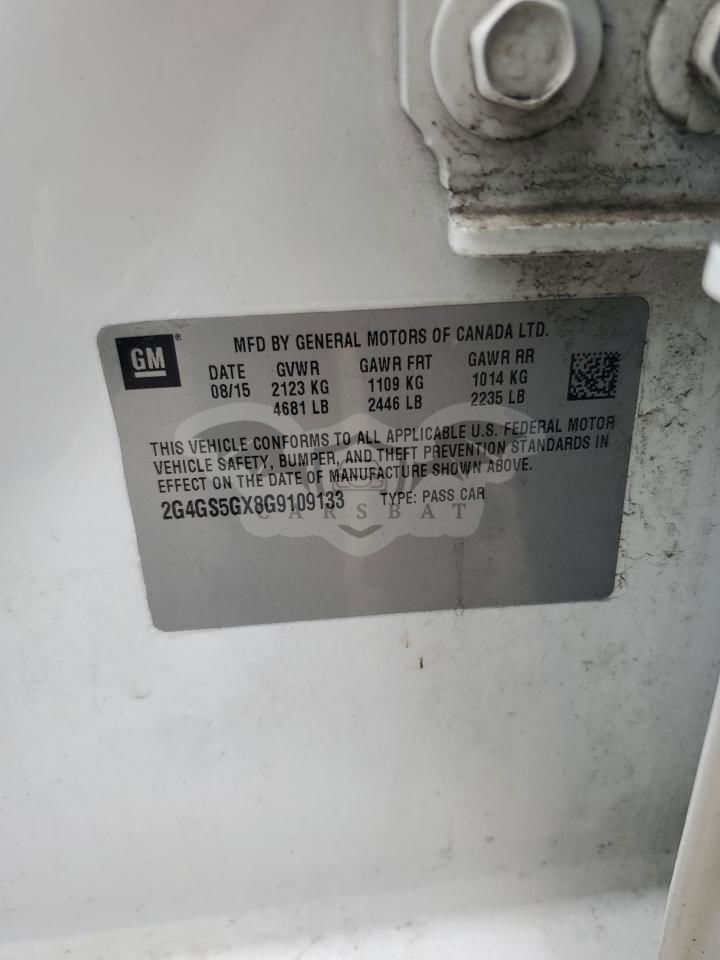 GM
MFD BY GENERAL MOTORS OF CANADA LTD.
DATE GVWR GAWR FRT GAWR RR
08/15 2123 KG 1109 KG 1014 KG
4681 LB 2446 LB 2235 LB
THIS VEHICLE CONFORMS TO ALL APPLICABLE U.S. FEDERAL MOTOR
VEHICLE SAFETY, BUMPER, AND THEFT PREVENTION STANDARDS IN
EFFECT ON THE DATE OF MANUFACTURE SHOWN ABOVE.
2G4GS5GX8G9109133 TYPE: PASS CAR
CARSBAT